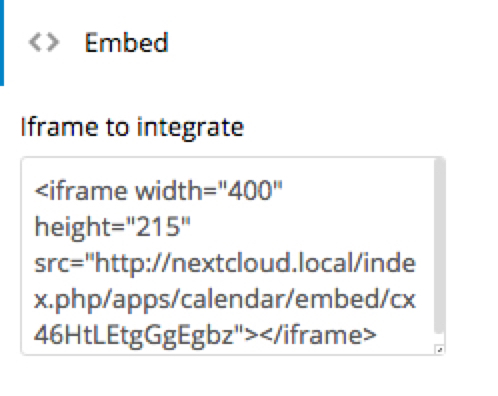 <> Embed
Iframe to integrate
<iframe width="400"
height="215"
src="http://nextcloud.local/inde
x.php/apps/calendar/embed/cx
46HtLEtgGgEgbz"></iframe>